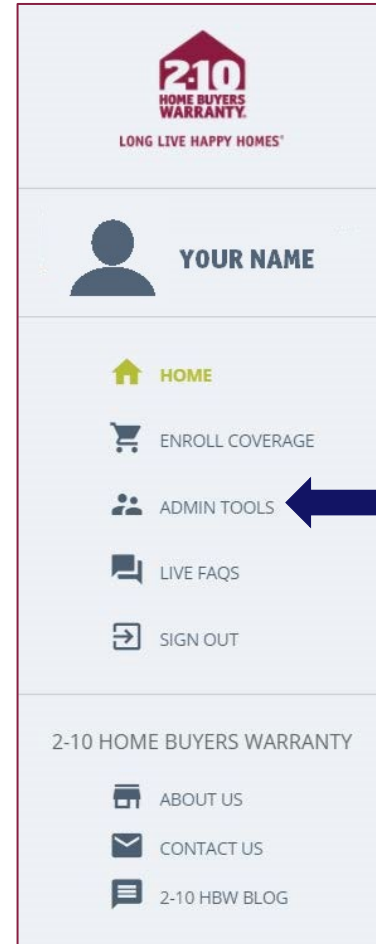 2-10
HOME BUYERS
WARRANTY.
LONG LIVE HAPPY HOMES®
YOUR NAME
HOME
ENROLL COVERAGE
ADMIN TOOLS
LIVE FAQS
SIGN OUT
2-10 HOME BUYERS WARRANTY
ABOUT US
CONTACT US
2-10 HBW BLOG